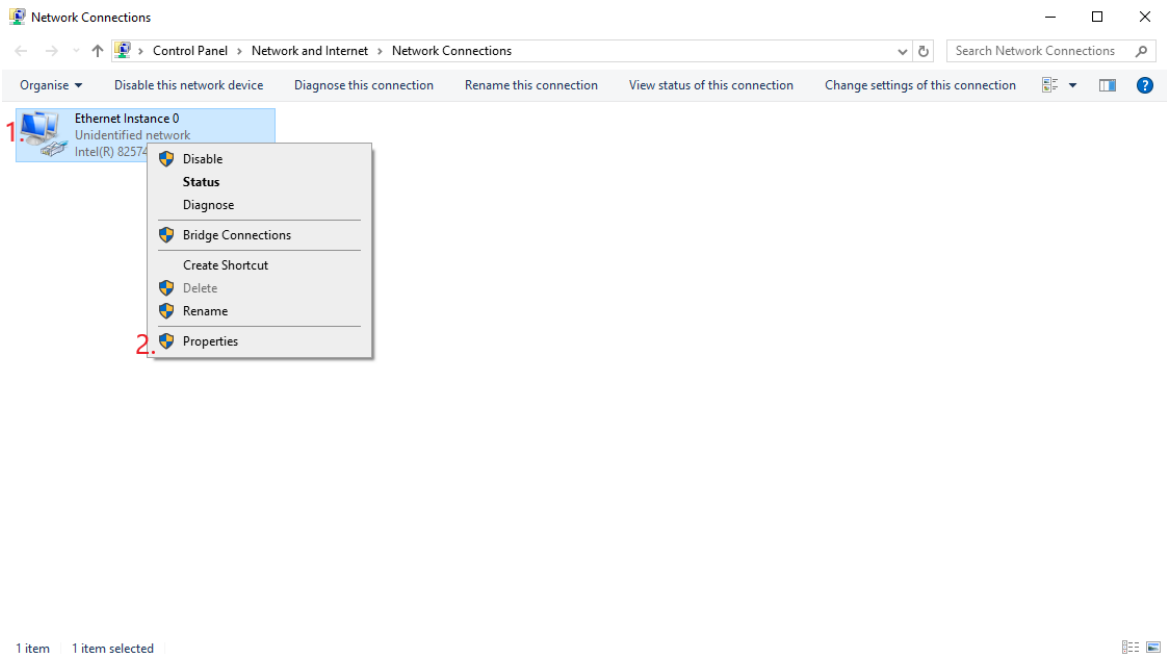 Network Connections
Control Panel > Network and Internet > Network Connections
Search Network Connections
Organise
Disable this network device
Diagnose this connection
Rename this connection
View status of this connection
Change settings of this connection
?
1.
Ethernet Instance 0
Unidentified network
Intel(R) 82574
Disable
Status
Diagnose
Bridge Connections
Create Shortcut
Delete
Rename
2.
Properties
1 item
1 item selected